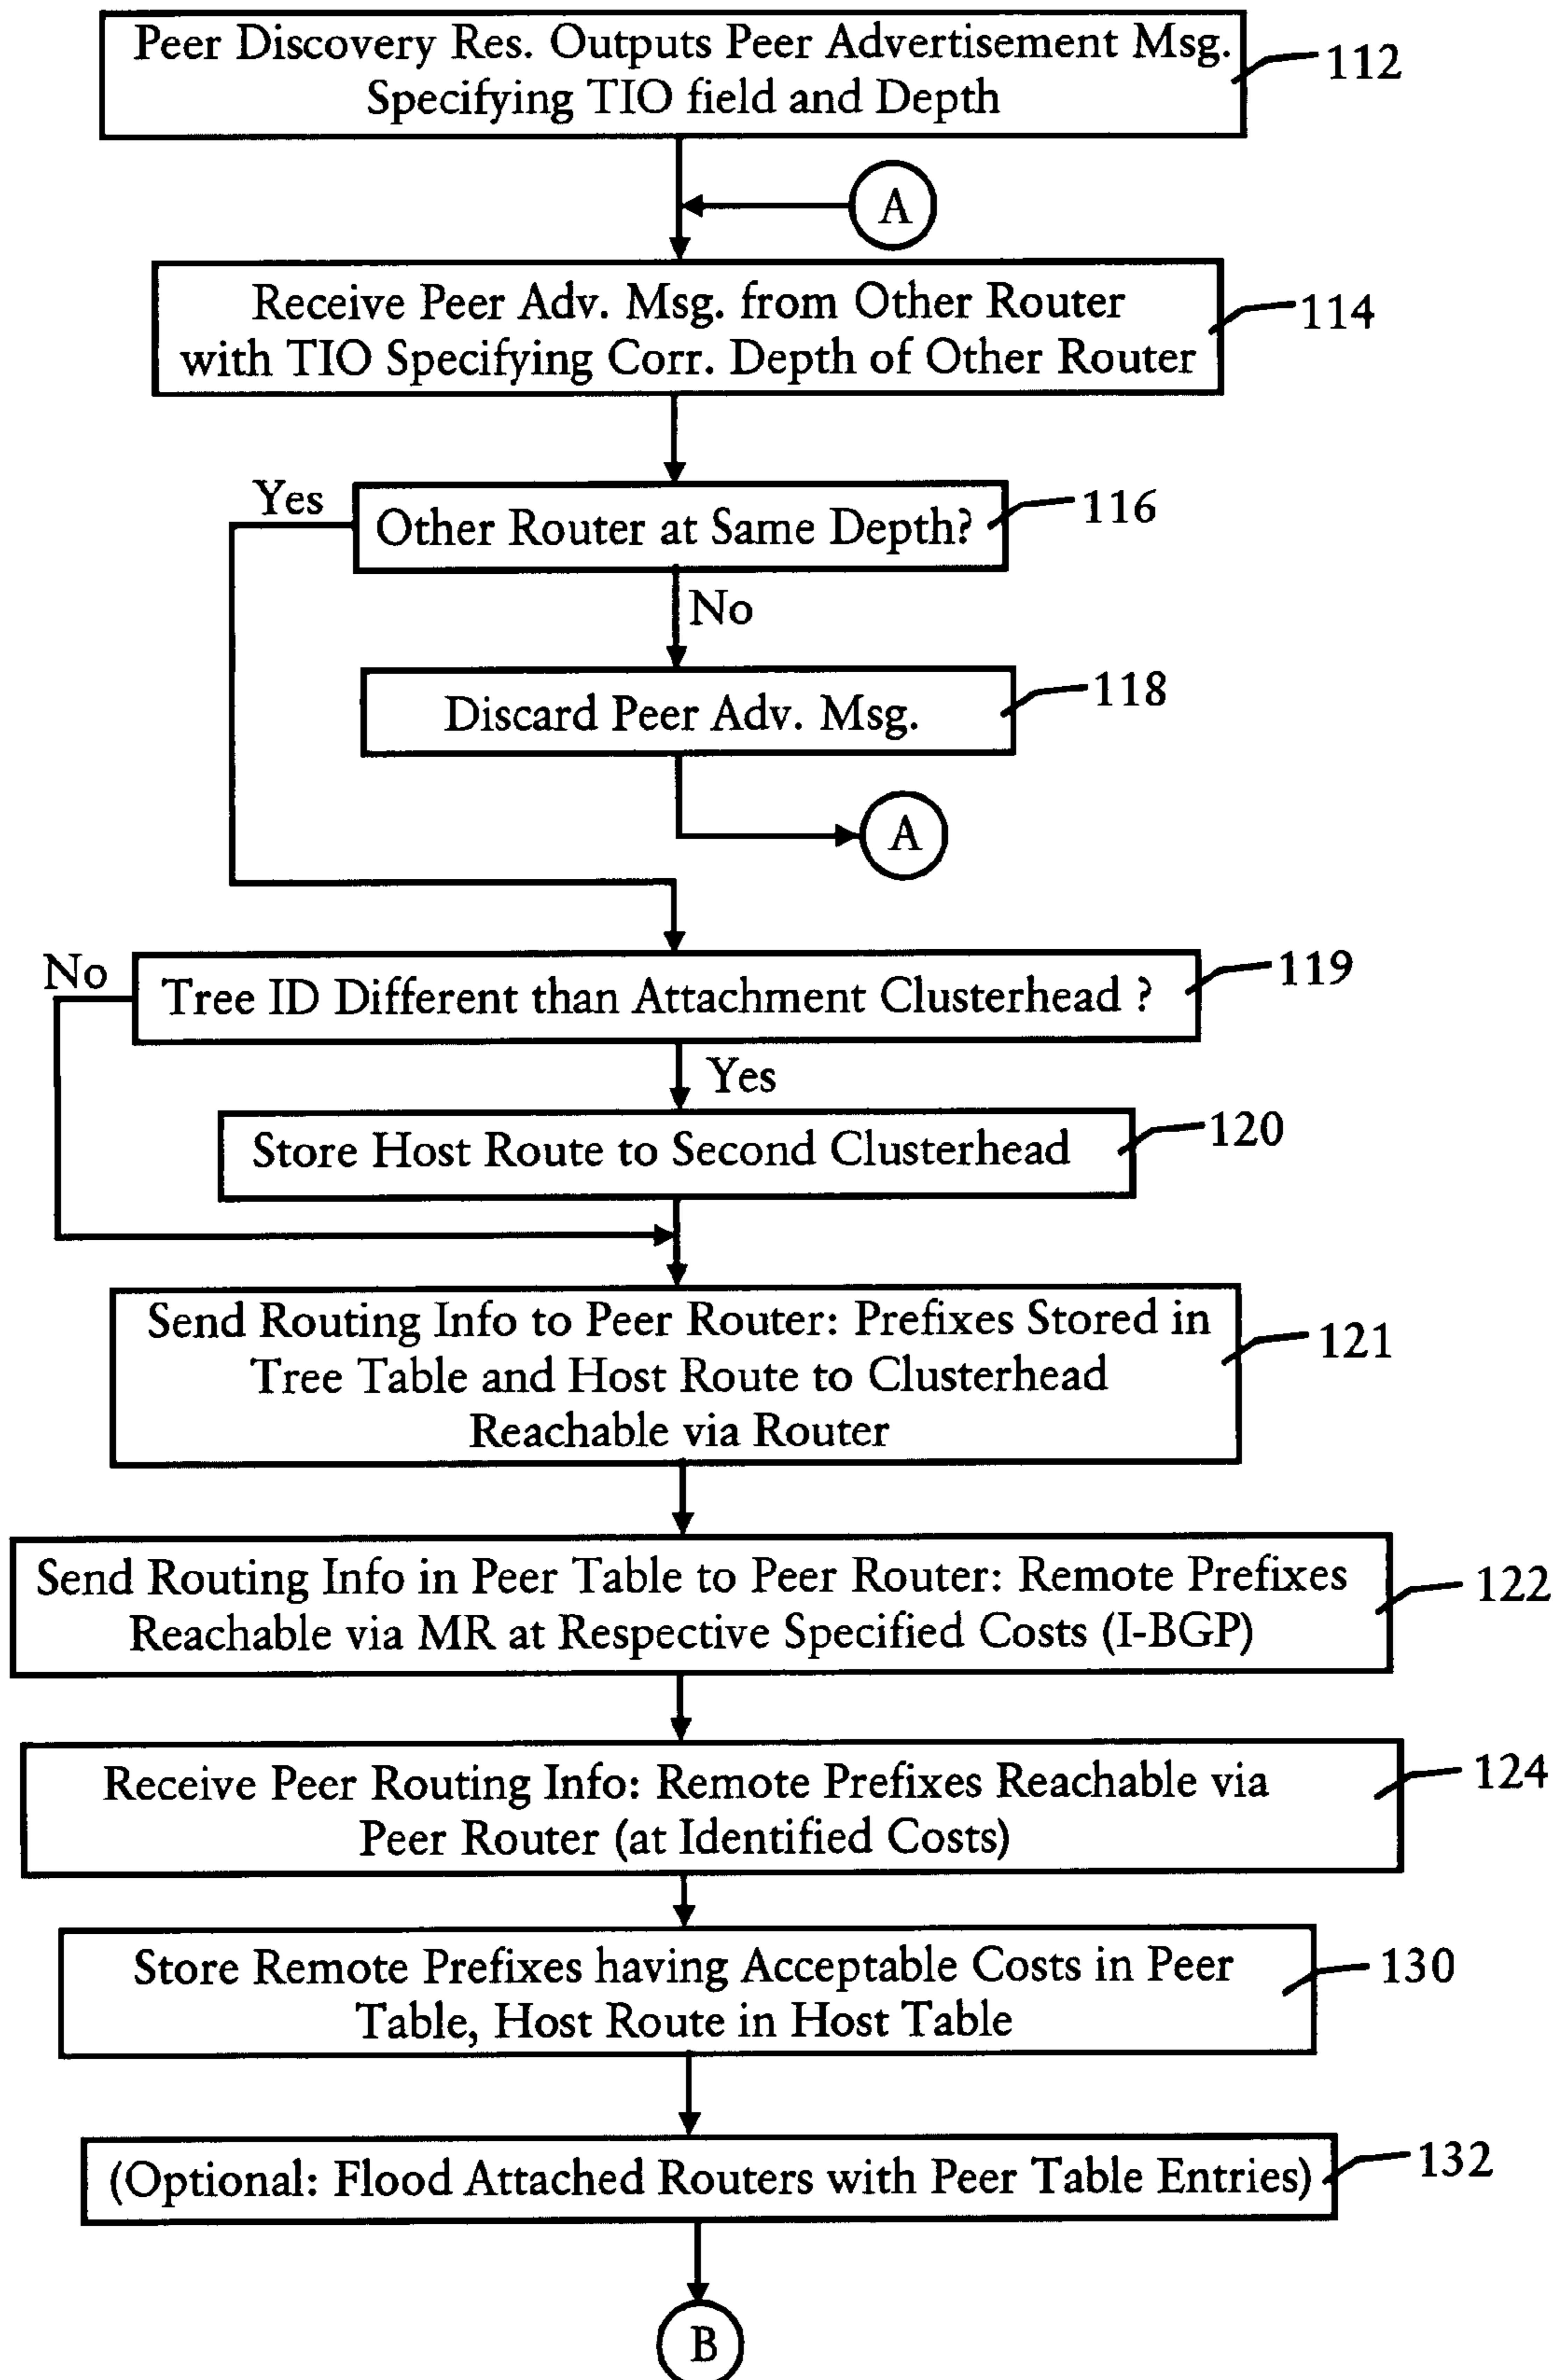 Peer Discovery Res. Outputs Peer Advertisement Msg.
Specifying TIO field and Depth
112
A
Receive Peer Adv. Msg. from Other Router
with TIO Specifying Corr. Depth of Other Router
114
Yes
Other Router at Same Depth?
116
No
Discard Peer Adv. Msg.
118
A
No
Tree ID Different than Attachment Clusterhead ?
119
Yes
Store Host Route to Second Clusterhead
120
Send Routing Info to Peer Router: Prefixes Stored in
Tree Table and Host Route to Clusterhead
Reachable via Router
121
Send Routing Info in Peer Table to Peer Router: Remote Prefixes
Reachable via MR at Respective Specified Costs (I-BGP)
122
Receive Peer Routing Info: Remote Prefixes Reachable via
Peer Router (at Identified Costs)
124
Store Remote Prefixes having Acceptable Costs in Peer
Table, Host Route in Host Table
130
(Optional: Flood Attached Routers with Peer Table Entries)
132
B